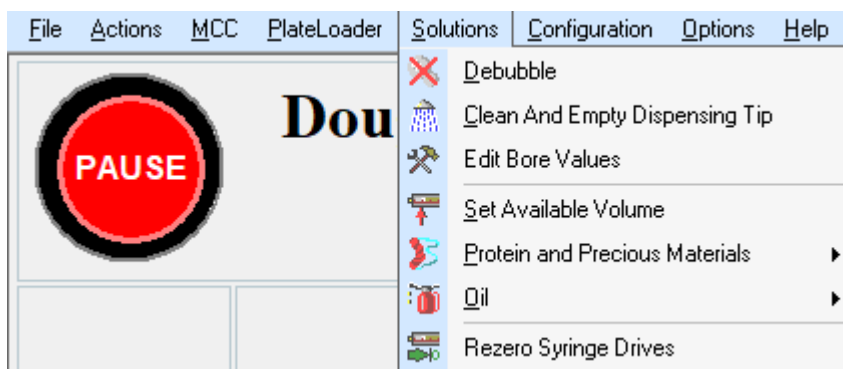 File Actions MCC PlateLoader Solutions Configuration Options Help
Debubble
Dou
Clean And Empty Dispensing Tip
PAUSE
Edit Bore Values
Set Available Volume
Protein and Precious Materials
Oil
Rezero Syringe Drives